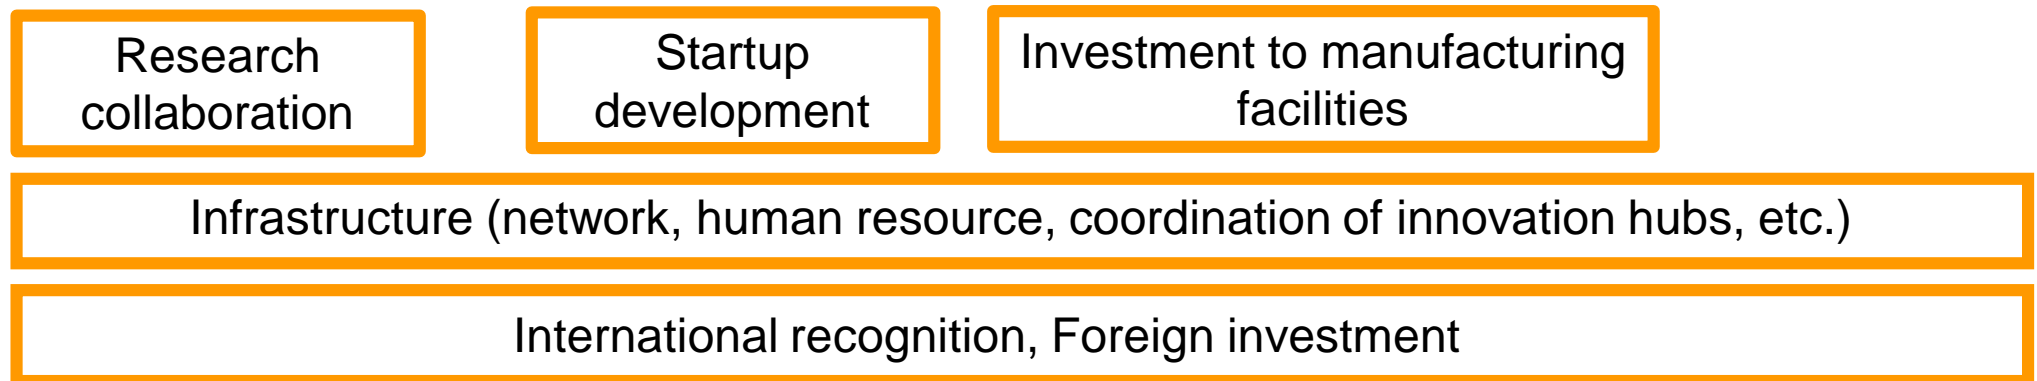 Research
collaboration
Startup
development
Investment to manufacturing
facilities
Infrastructure (network, human resource, coordination of innovation hubs, etc.)
International recognition, Foreign investment